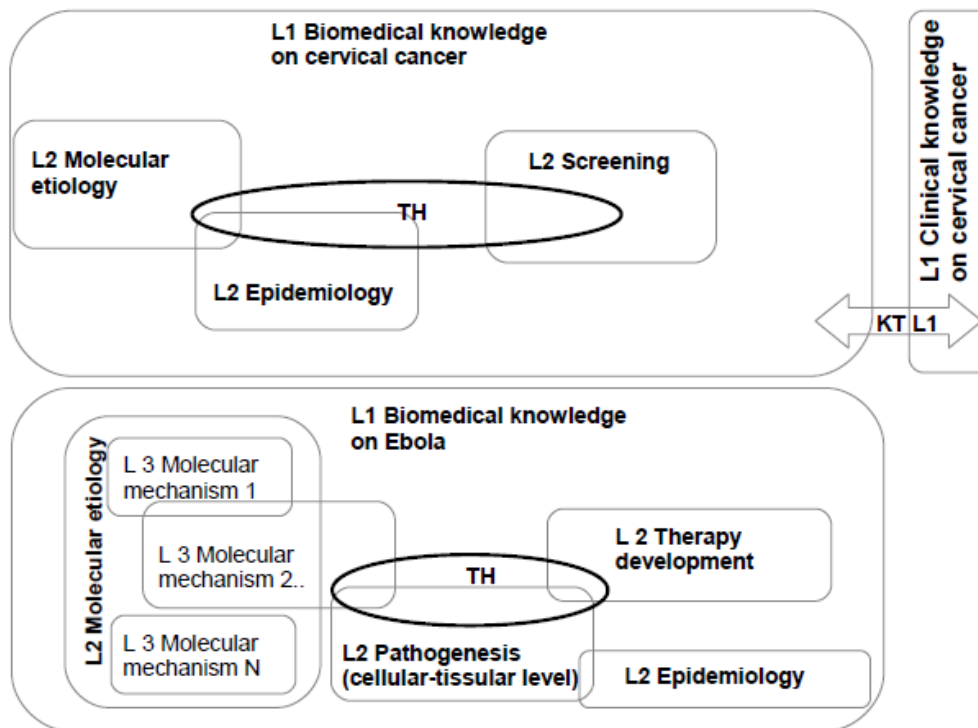 L1 Biomedical knowledge
on cervical cancer
L2 Molecular
etiology
L2 Screening
TH
L2 Epidemiology
L1 Clinical knowledge
on cervical cancer
KT L1
L1 Biomedical knowledge
on Ebola
L2 Molecular etiology
L 3 Molecular
mechanism 1
L 3 Molecular
mechanism 2..
L 3 Molecular
mechanism N
TH
L 2 Therapy
development
L2 Pathogenesis
(cellular-tissular level)
L2 Epidemiology